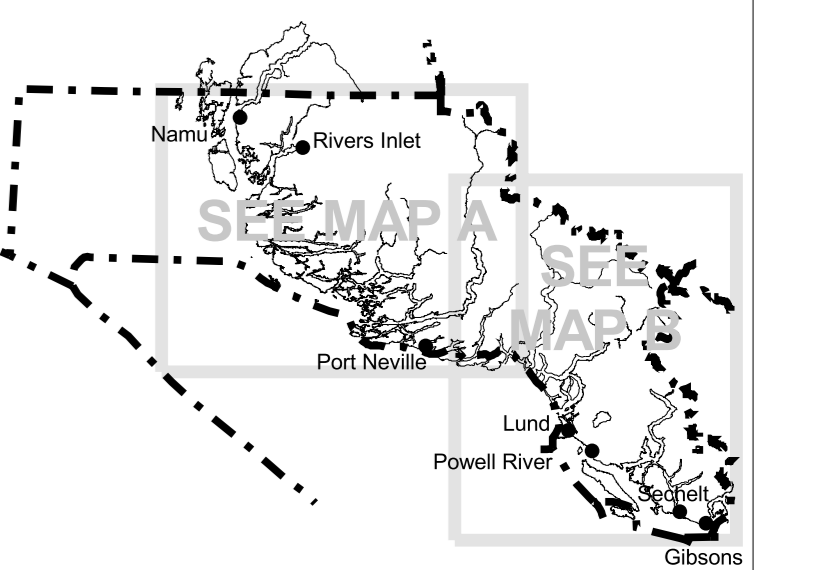 Namu
Rivers Inlet
SEE MAP A
SEE
MAP B
Port Neville
Lund
Powell River
Sechelt
Gibsons